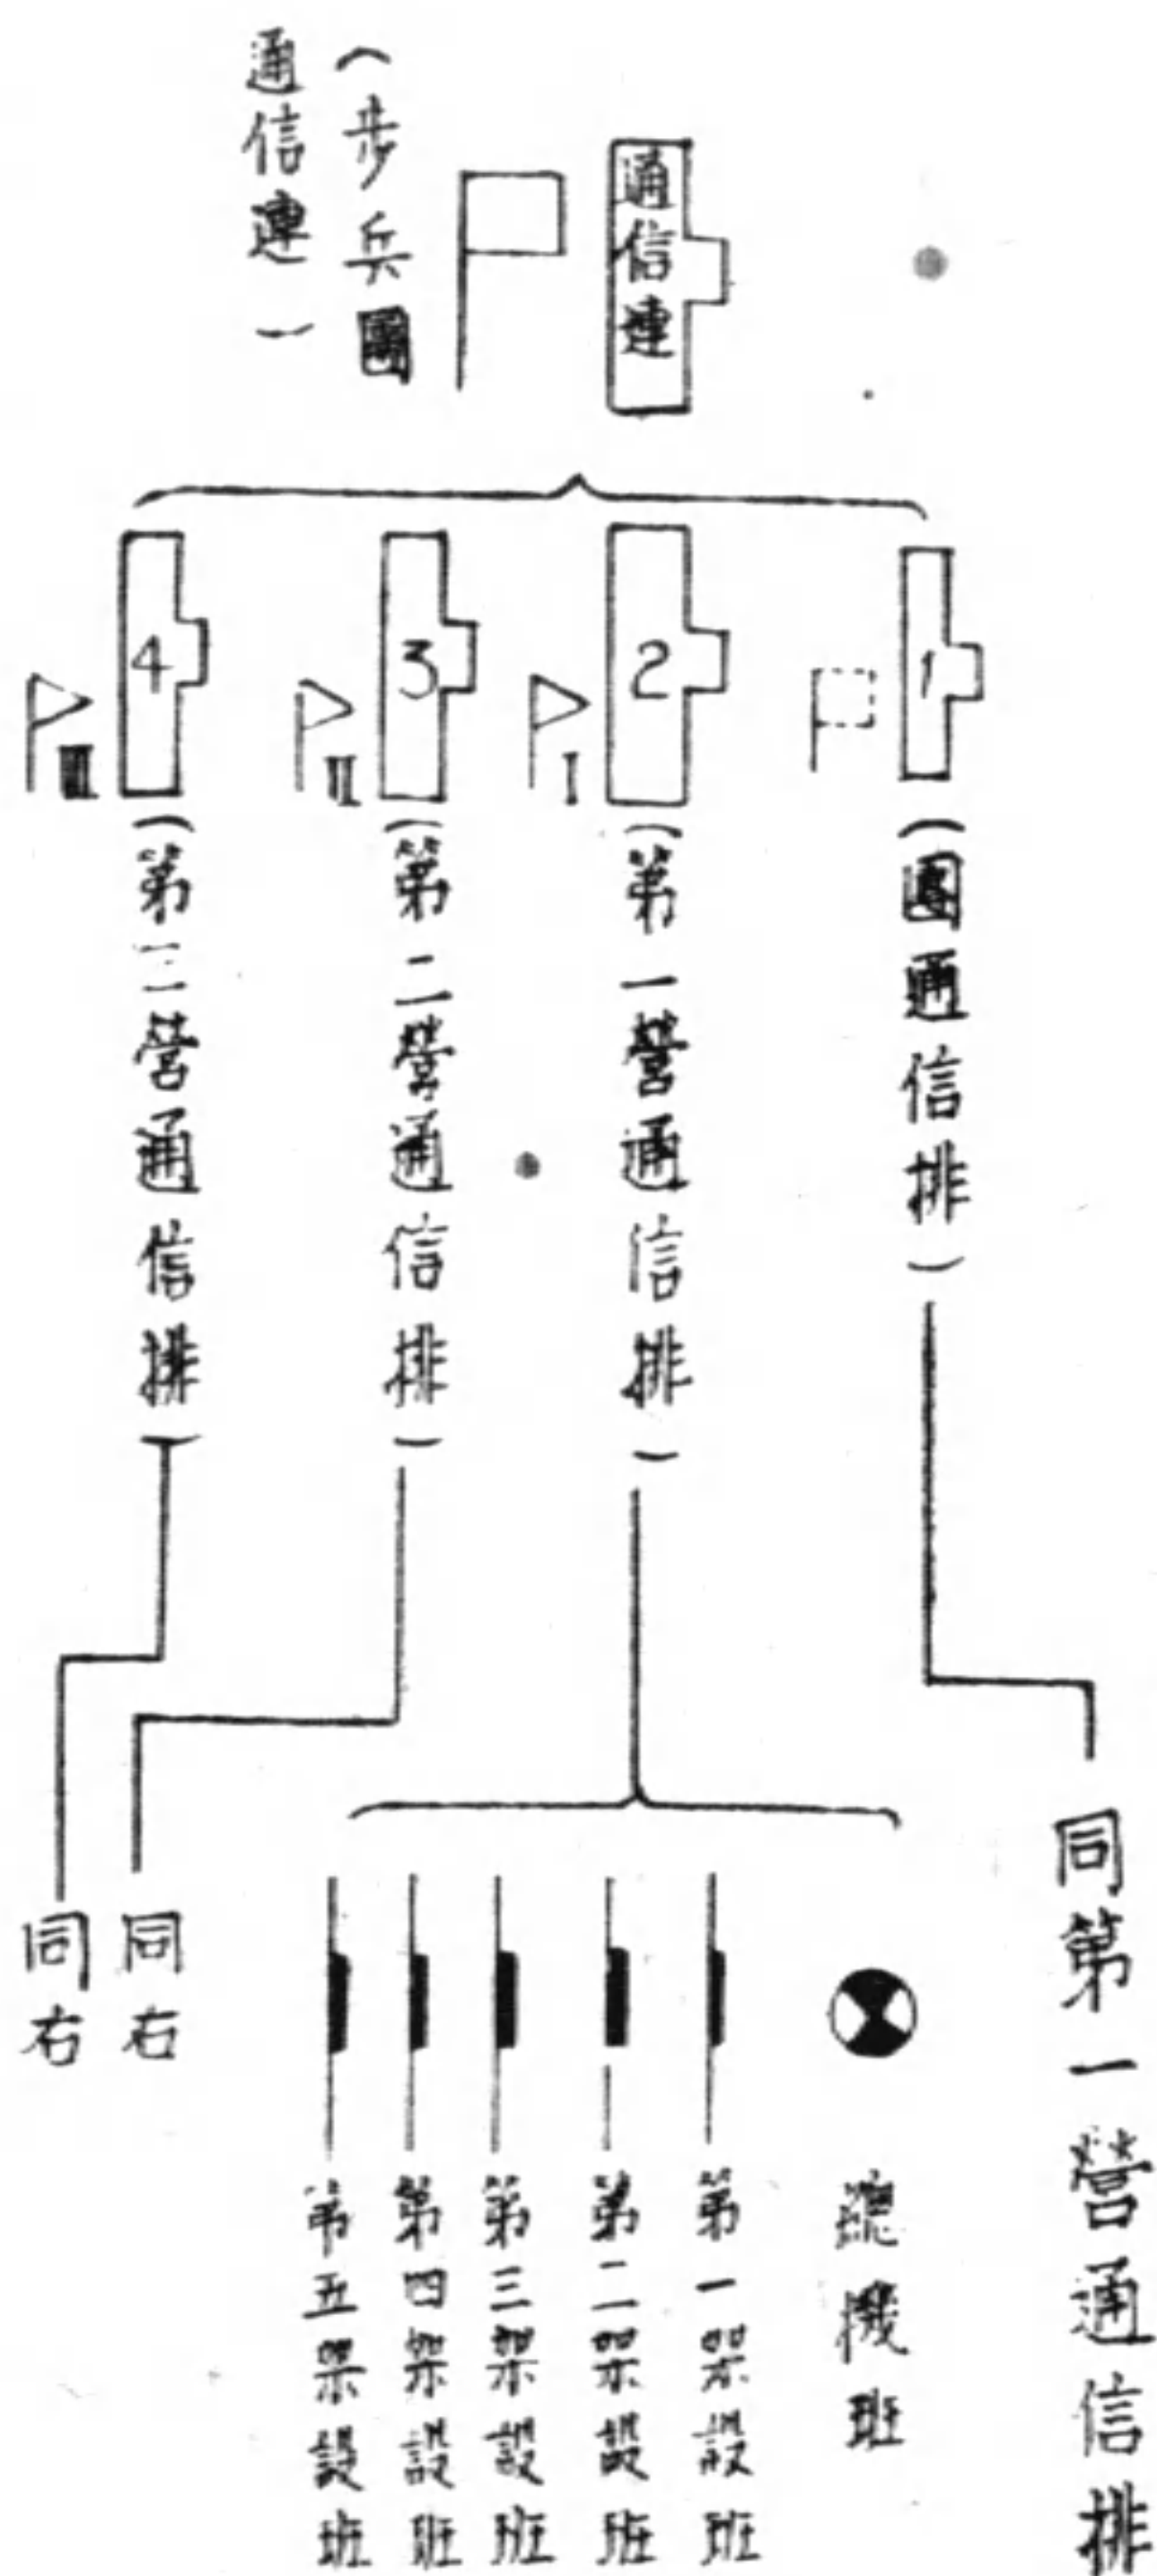 通信連
（步兵團
通信連）
1
（團通信排）
2
I
（第一營通信排）
3
II
（第二營通信排）
4
III
（第三營通信排）
同第一營通信排
總機班
第一架設班
第二架設班
第三架設班
第四架設班
第五架設班
同右
同右